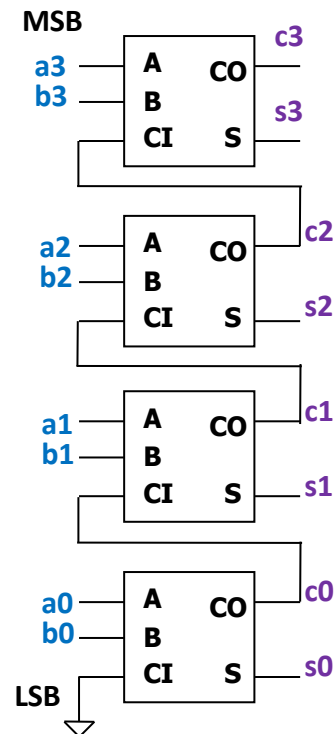 MSB
a3 A CO c3
b3 B
CI S s3
a2 A CO c2
b2 B
CI S s2
a1 A CO c1
b1 B
CI S s1
a0 A CO c0
b0 B
CI S s0
LSB